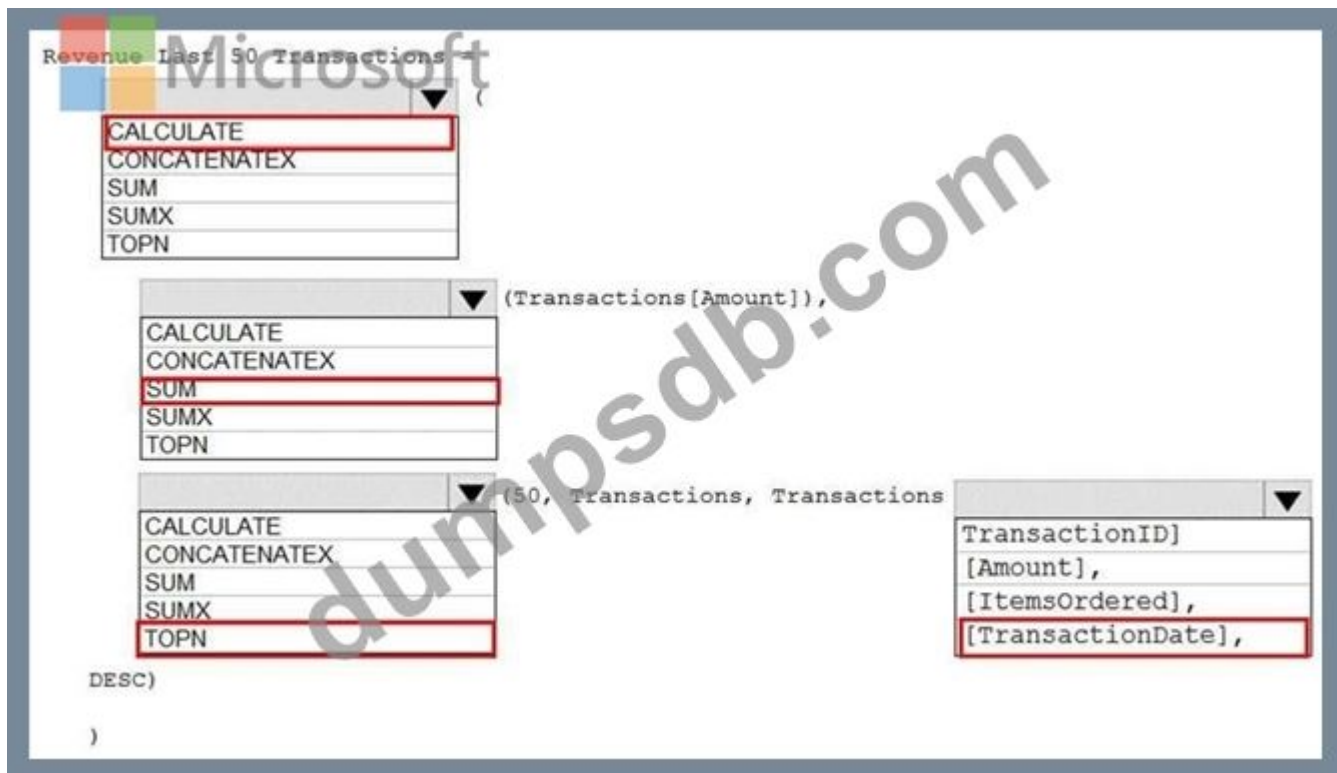 Microsoft
Revenue Last 50 Transactions =
(
CALCULATE
CONCATENATEX
SUM
SUMX
TOPN
(Transactions[Amount]),
CALCULATE
CONCATENATEX
SUM
SUMX
TOPN
(50, Transactions, Transactions
CALCULATE
CONCATENATEX
SUM
SUMX
TOPN
TransactionID]
[Amount],
[ItemsOrdered],
[TransactionDate],
DESC)
)
dumpsdb.com